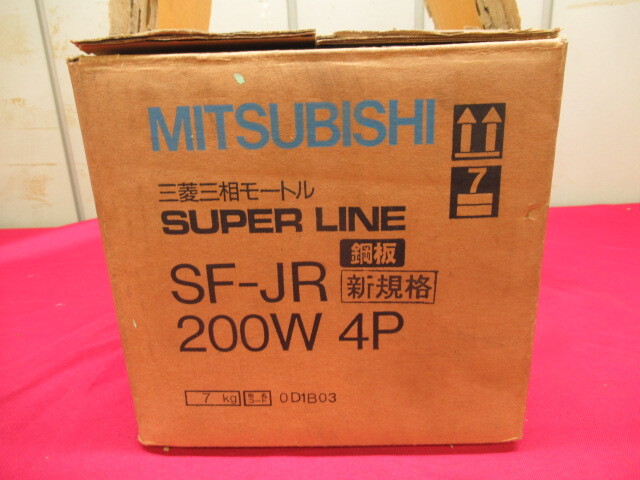 MITSUBISHI
7
三菱三相モートル
SUPER LINE
鋼板
SF-JR 新規格
200W 4P
7 kg 0D1B03